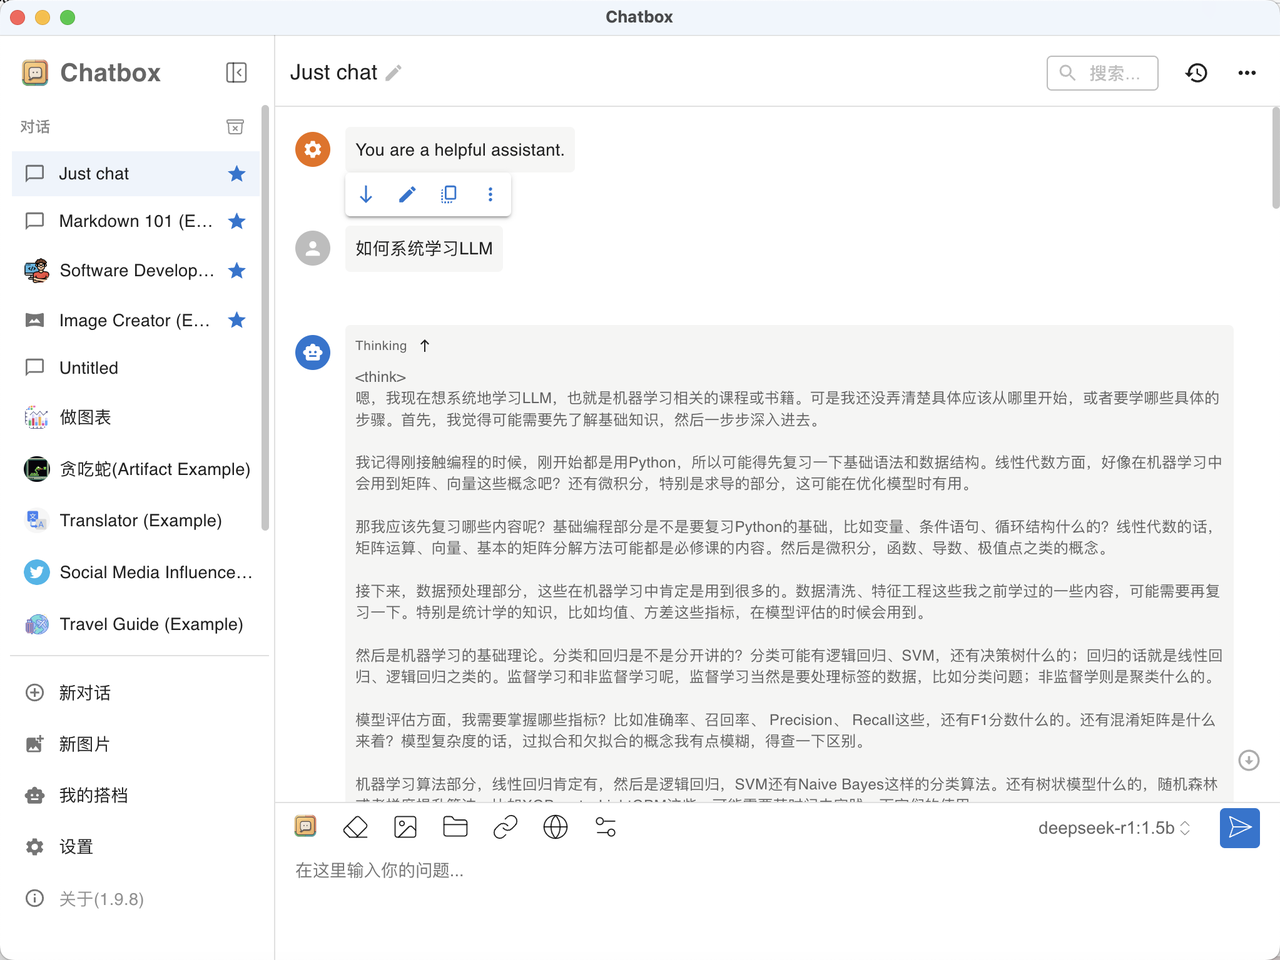 Chatbox
Chatbox
对话
Just chat
Markdown 101 (E...
Software Develop...
Image Creator (E...
Untitled
做图表
贪吃蛇(Artifact Example)
Translator (Example)
Social Media Influence...
Travel Guide (Example)
新对话
新图片
我的搭档
设置
关于(1.9.8)
Just chat
搜索...
You are a helpful assistant.
如何系统学习LLM
Thinking
<think>
嗯，我现在想系统地学习LLM，也就是机器学习相关的课程或书籍。可是我还没弄清楚具体应该从哪里开始，或者要学哪些具体的
步骤。首先，我觉得可能需要先了解基础知识，然后一步步深入进去。
我记得刚接触编程的时候，刚开始都是用Python，所以可能得先复习一下基础语法和数据结构。线性代数方面，好像在机器学习中
会用到矩阵、向量这些概念吧？还有微积分，特别是求导的部分，这可能在优化模型时有用。
那我应该先复习哪些内容呢？基础编程部分是不是要复习Python的基础，比如变量、条件语句、循环结构什么的？线性代数的话，
矩阵运算、向量、基本的矩阵分解方法可能都是必修课的内容。然后是微积分，函数、导数、极值点之类的概念。
接下来，数据预处理部分，这些在机器学习中肯定是用到很多的。数据清洗、特征工程这些我之前学过的一些内容，可能需要再复
习一下。特别是统计学的知识，比如均值、方差这些指标，在模型评估的时候会用到。
然后是机器学习的基础理论。分类和回归是不是分开讲的？分类可能有逻辑回归、SVM，还有决策树什么的；回归的话就是线性回
归、逻辑回归之类的。监督学习和非监督学习呢，监督学习当然是要处理标签的数据，比如分类问题；非监督学则是聚类什么的。
模型评估方面，我需要掌握哪些指标？比如准确率、召回率、 Precision、 Recall这些，还有F1分数什么的。还有混淆矩阵是什么
来着？模型复杂度的话，过拟合和欠拟合的概念我有点模糊，得查一下区别。
机器学习算法部分，线性回归肯定有，然后是逻辑回归，SVM还有Naive Bayes这样的分类算法。还有树状模型什么的，随机森林
deepseek-r1:1.5b
在这里输入你的问题...